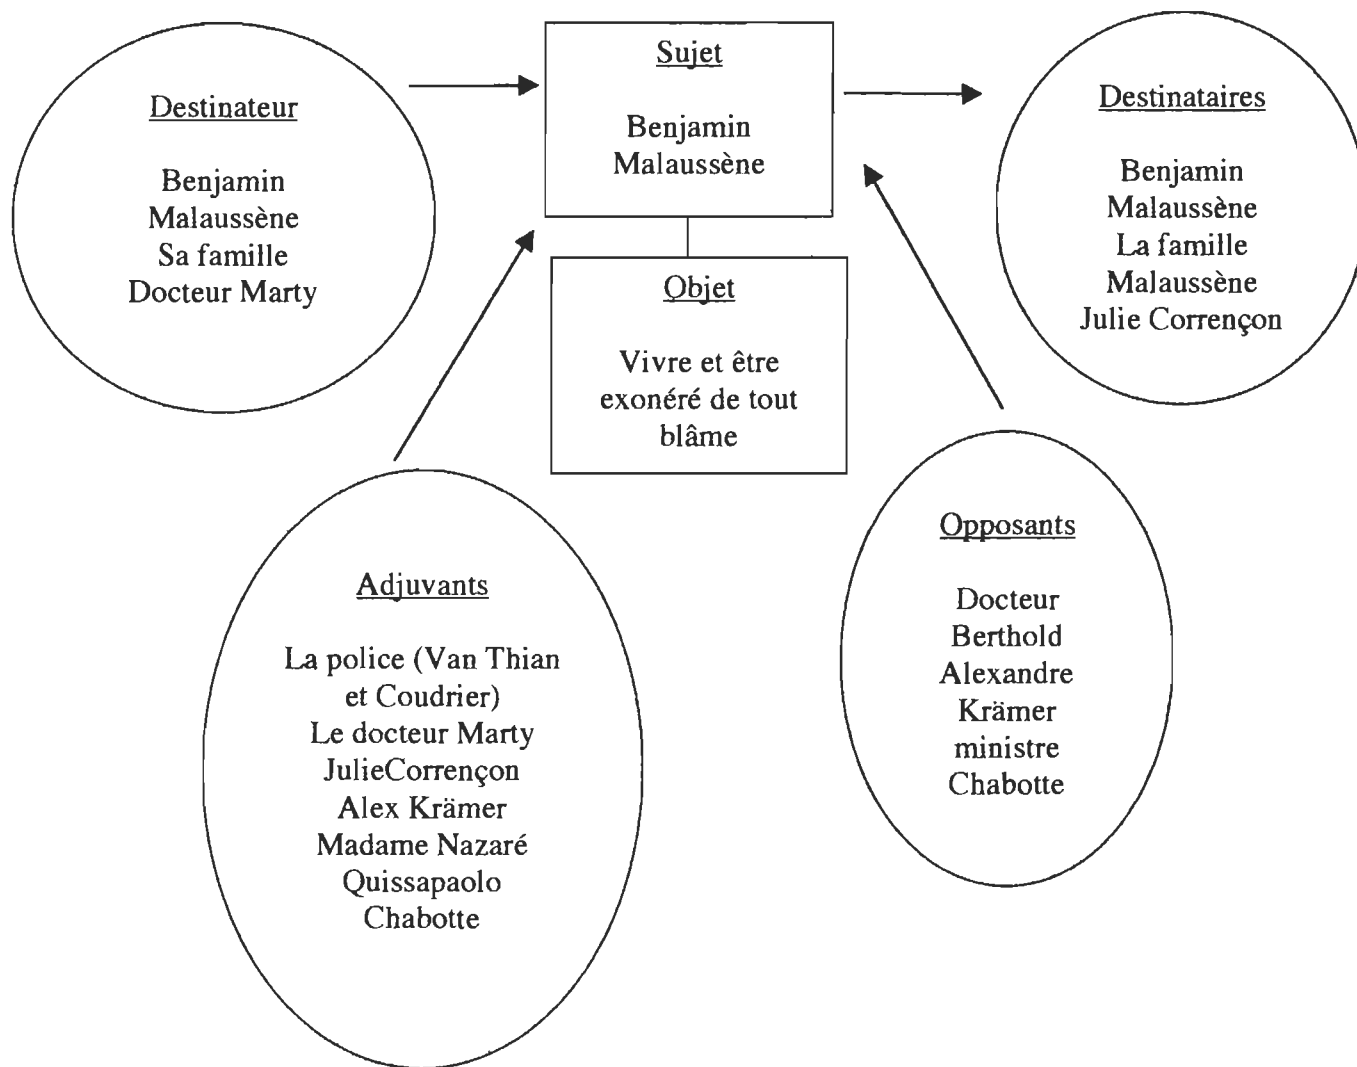 Destinateur
Benjamin
Malaussène
Sa famille
Docteur Marty
Sujet
Benjamin
Malaussène
Objet
Vivre et être
exonéré de tout
blâme
Destinataires
Benjamin
Malaussène
La famille
Malaussène
Julie Corrençon
Adjuvants
La police (Van Thian
et Coudrier)
Le docteur Marty
JulieCorrençon
Alex Krämer
Madame Nazaré
Quissapaolo
Chabotte
Opposants
Docteur
Berthold
Alexandre
Krämer
ministre
Chabotte